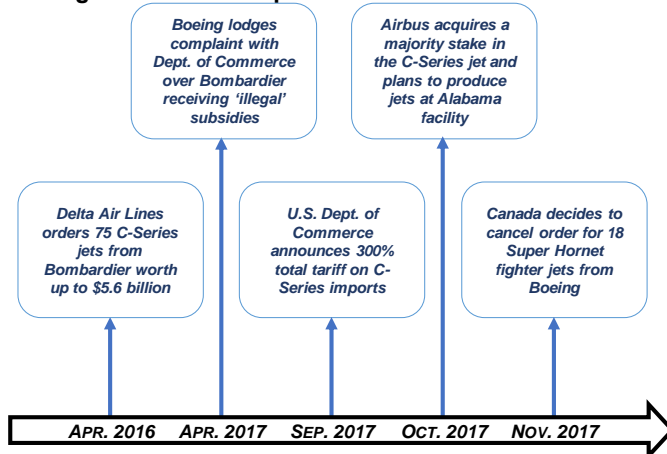 Boeing lodges
complaint with
Dept. of Commerce
over Bombardier
receiving ‘illegal’
subsidies
Airbus acquires a
majority stake in
the C-Series jet and
plans to produce
jets at Alabama
facility
Delta Air Lines
orders 75 C-Series
jets from
Bombardier worth
up to $5.6 billion
U.S. Dept. of
Commerce
announces 300%
total tariff on C-
Series imports
Canada decides to
cancel order for 18
Super Hornet
fighter jets from
Boeing
APR. 2016 APR. 2017 SEP. 2017 OCT. 2017 NOV. 2017